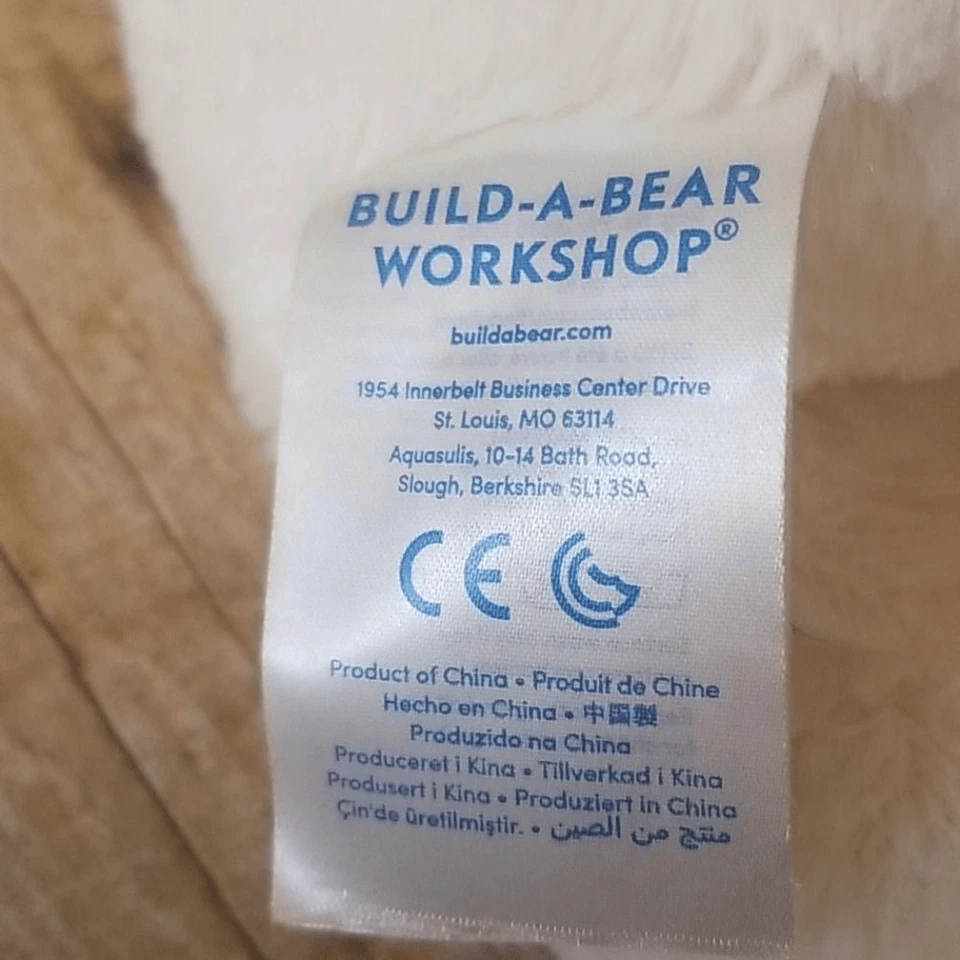 BUILD-A-BEAR
WORKSHOP®
buildabear.com
1954 Innerbelt Business Center Drive
St. Louis, MO 63114
Aquasulis, 10-14 Bath Road,
Slough, Berkshire SL1 3SA
CE
Product of China • Produit de Chine
Hecho en China • 中國製
Produzido na China
Produceret i Kina • Tillverkad i Kina
Produsert i Kina • Produziert in China
Çin'de üretilmiştir. • منتج من الصين